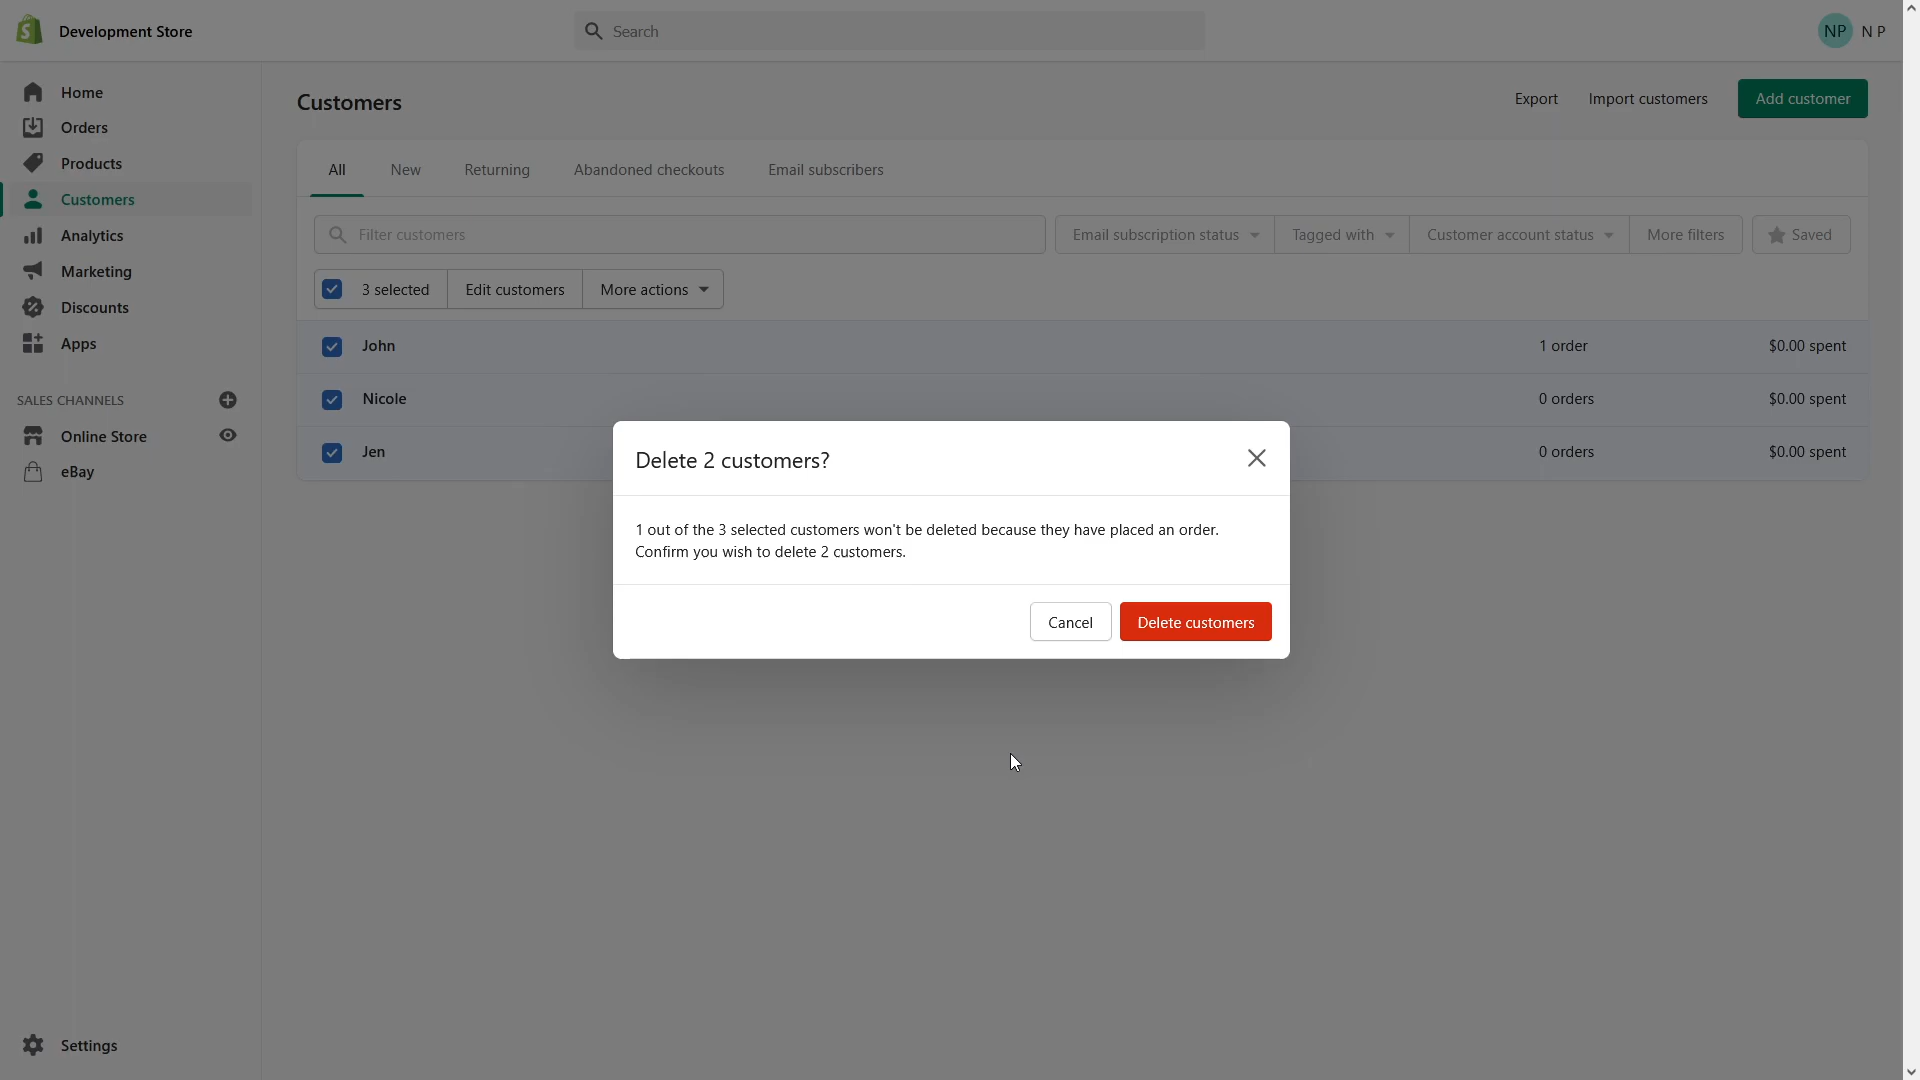 Development Store
Search
NP
N P
Home
Orders
Products
Customers
Analytics
Marketing
Discounts
Apps
SALES CHANNELS
Online Store
eBay
Settings
Customers
Export
Import customers
Add customer
All
New
Returning
Abandoned checkouts
Email subscribers
Filter customers
Email subscription status
Tagged with
Customer account status
More filters
Saved
3 selected
Edit customers
More actions
John
1 order
$0.00 spent
Nicole
0 orders
$0.00 spent
Jen
0 orders
$0.00 spent
Delete 2 customers?
1 out of the 3 selected customers won't be deleted because they have placed an order.
Confirm you wish to delete 2 customers.
Cancel
Delete customers